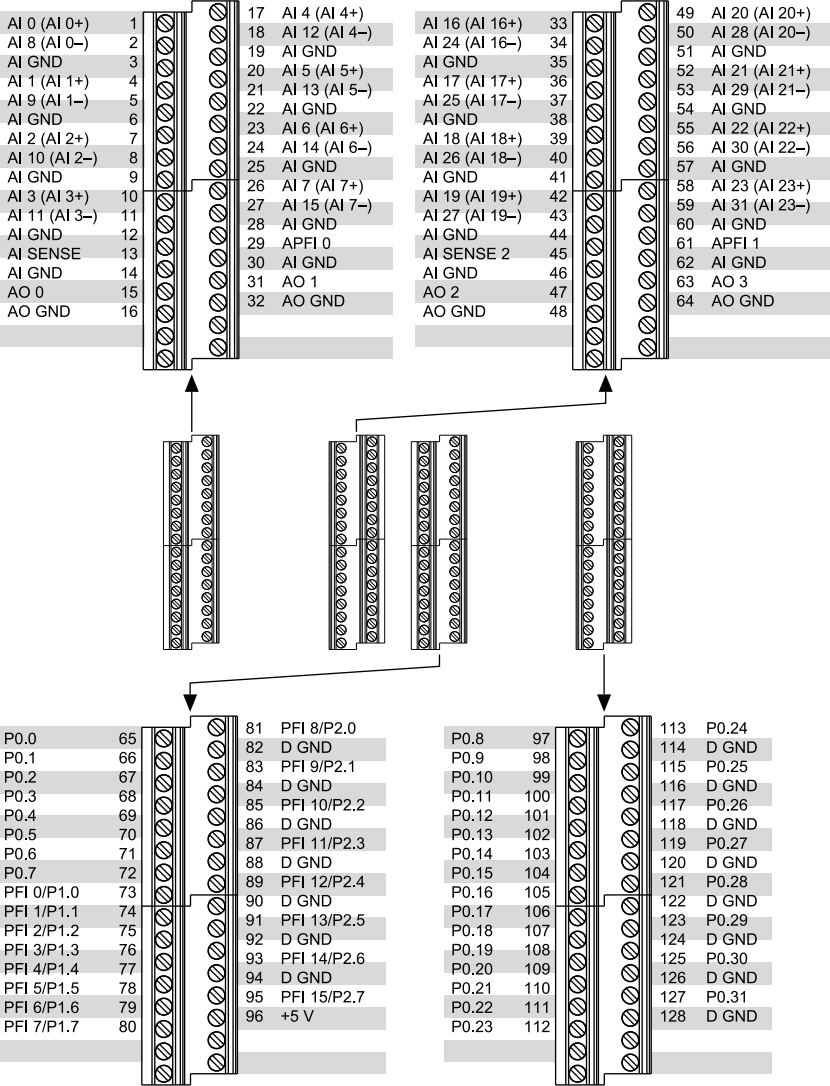 AI 0 (AI 0+) 1
AI 8 (AI 0–) 2
AI GND 3
AI 1 (AI 1+) 4
AI 9 (AI 1–) 5
AI GND 6
AI 2 (AI 2+) 7
AI 10 (AI 2–) 8
AI GND 9
AI 3 (AI 3+) 10
AI 11 (AI 3–) 11
AI GND 12
AI SENSE 13
AI GND 14
AO 0 15
AO GND 16
17 AI 4 (AI 4+)
18 AI 12 (AI 4–)
19 AI GND
20 AI 5 (AI 5+)
21 AI 13 (AI 5–)
22 AI GND
23 AI 6 (AI 6+)
24 AI 14 (AI 6–)
25 AI GND
26 AI 7 (AI 7+)
27 AI 15 (AI 7–)
28 AI GND
29 APFI 0
30 AI GND
31 AO 1
32 AO GND
AI 16 (AI 16+) 33
AI 24 (AI 16–) 34
AI GND 35
AI 17 (AI 17+) 36
AI 25 (AI 17–) 37
AI GND 38
AI 18 (AI 18+) 39
AI 26 (AI 18–) 40
AI GND 41
AI 19 (AI 19+) 42
AI 27 (AI 19–) 43
AI GND 44
AI SENSE 2 45
AI GND 46
AO 2 47
AO GND 48
49 AI 20 (AI 20+)
50 AI 28 (AI 20–)
51 AI GND
52 AI 21 (AI 21+)
53 AI 29 (AI 21–)
54 AI GND
55 AI 22 (AI 22+)
56 AI 30 (AI 22–)
57 AI GND
58 AI 23 (AI 23+)
59 AI 31 (AI 23–)
60 AI GND
61 APFI 1
62 AI GND
63 AO 3
64 AO GND
P0.0 65
P0.1 66
P0.2 67
P0.3 68
P0.4 69
P0.5 70
P0.6 71
P0.7 72
PFI 0/P1.0 73
PFI 1/P1.1 74
PFI 2/P1.2 75
PFI 3/P1.3 76
PFI 4/P1.4 77
PFI 5/P1.5 78
PFI 6/P1.6 79
PFI 7/P1.7 80
81 PFI 8/P2.0
82 D GND
83 PFI 9/P2.1
84 D GND
85 PFI 10/P2.2
86 D GND
87 PFI 11/P2.3
88 D GND
89 PFI 12/P2.4
90 D GND
91 PFI 13/P2.5
92 D GND
93 PFI 14/P2.6
94 D GND
95 PFI 15/P2.7
96 +5 V
P0.8 97
P0.9 98
P0.10 99
P0.11 100
P0.12 101
P0.13 102
P0.14 103
P0.15 104
P0.16 105
P0.17 106
P0.18 107
P0.19 108
P0.20 109
P0.21 110
P0.22 111
P0.23 112
113 P0.24
114 D GND
115 P0.25
116 D GND
117 P0.26
118 D GND
119 P0.27
120 D GND
121 P0.28
122 D GND
123 P0.29
124 D GND
125 P0.30
126 D GND
127 P0.31
128 D GND